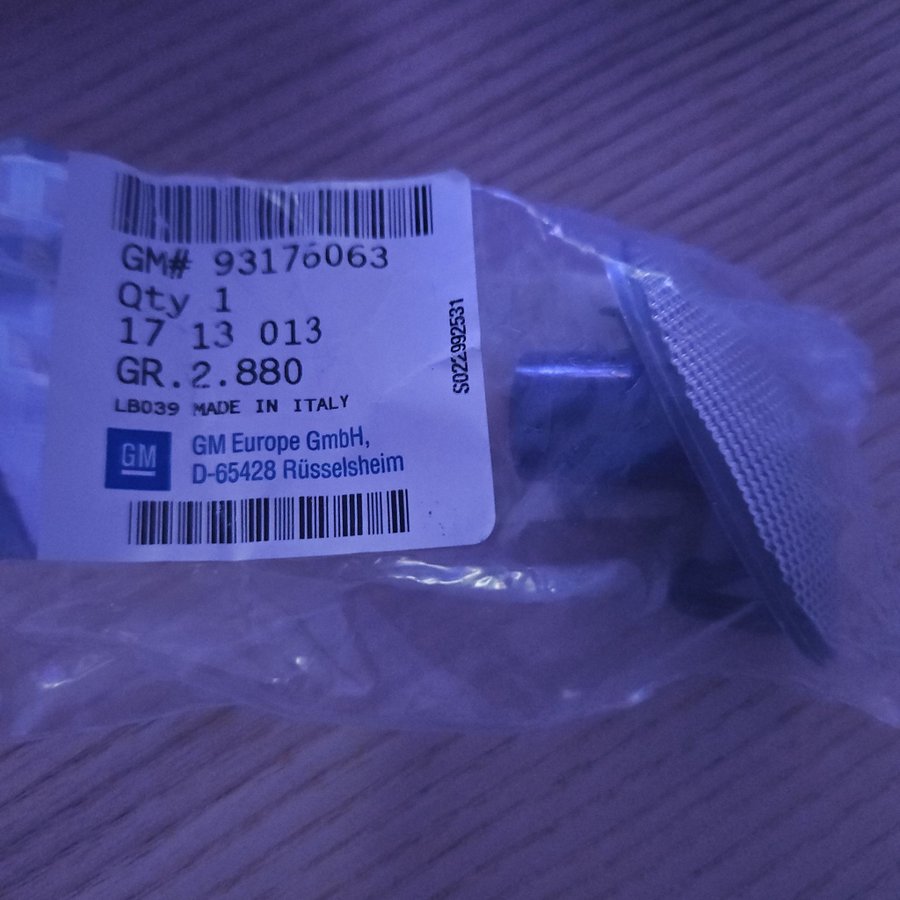 GM# 93176063
Qty 1
17 13 013
GR.2.880
LB039 MADE IN ITALY
GM
GM Europe GmbH,
D-65428 Rüsselsheim
S022992531